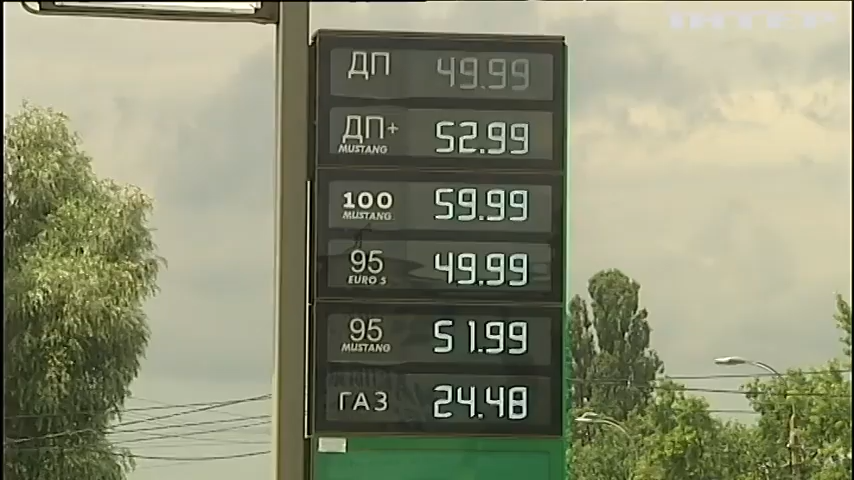 ІНТЕР
ДП 49.99
ДП+ 52.99
MUSTANG
100 59.99
MUSTANG
95 49.99
EURO 5
95 51.99
MUSTANG
ГАЗ 24.48